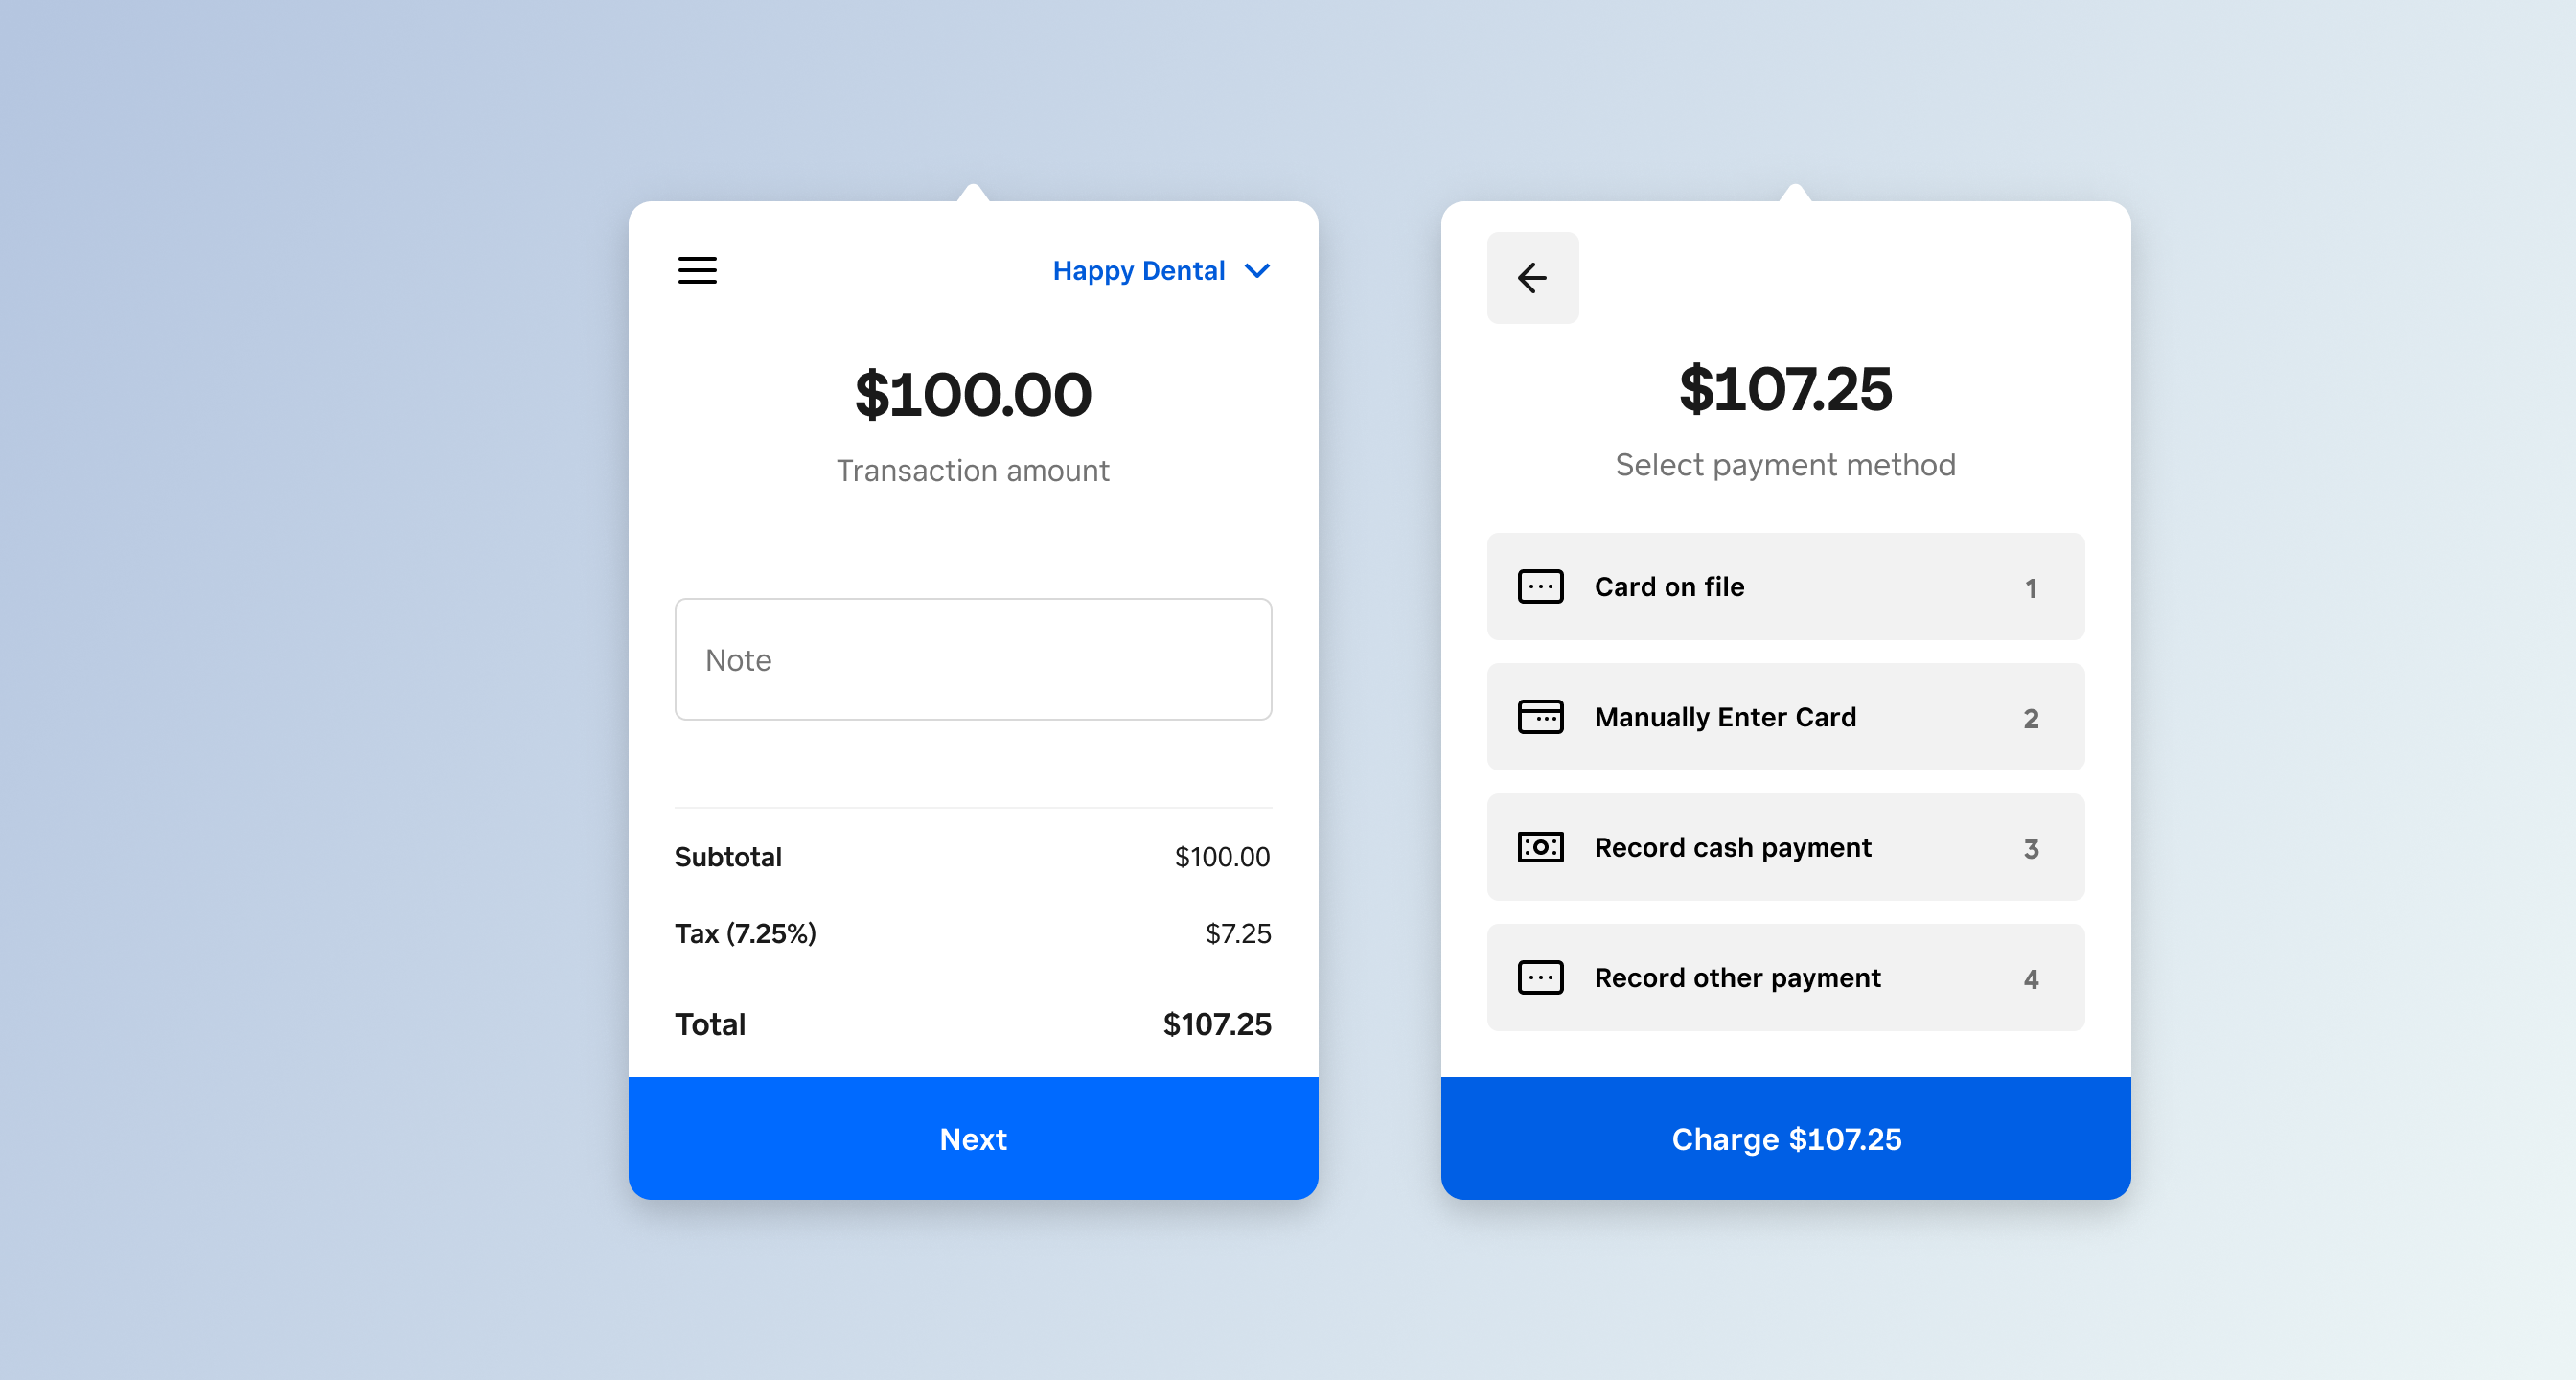 Happy Dental
$100.00
Transaction amount
Note
Subtotal $100.00
Tax (7.25%) $7.25
Total $107.25
Next
$107.25
Select payment method
Card on file 1
Manually Enter Card 2
Record cash payment 3
Record other payment 4
Charge $107.25